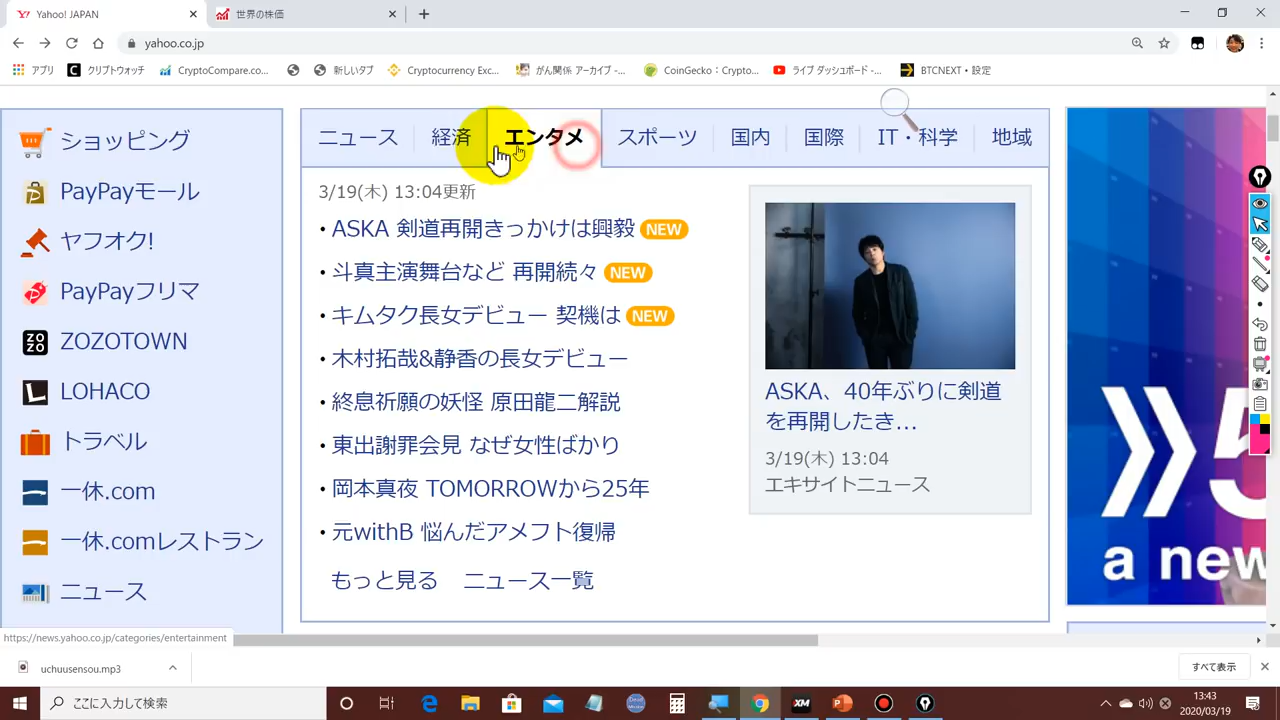 Yahoo! JAPAN
世界の株価
yahoo.co.jp
アプリ
クリプトウォッチ
CryptoCompare.co...
新しいタブ
Cryptocurrency Exc...
がん関係 アーカイブ -...
CoinGecko：Cryptoc...
ライブ ダッシュボード - ...
BTCNEXT・設定
ショッピング
PayPayモール
ヤフオク!
PayPayフリマ
ZOZOTOWN
LOHACO
トラベル
一休.com
一休.comレストラン
ニュース
ニュース
経済
エンタメ
スポーツ
国内
国際
IT・科学
地域
3/19(木) 13:04更新
・ASKA 剣道再開きっかけは興毅 NEW
・斗真主演舞台など 再開続々 NEW
・キムタク長女デビュー 契機は NEW
・木村拓哉&静香の長女デビュー
・終息祈願の妖怪 原田龍二解説
・東出謝罪会見 なぜ女性ばかり
・岡本真夜 TOMORROWから25年
・元withB 悩んだアメフト復帰
もっと見る ニュース一覧
ASKA、40年ぶりに剣道
を再開したき...
3/19(木) 13:04
エキサイトニュース
»5
a new
https://news.yahoo.co.jp/categories/entertainment
uchuusensou.mp3
すべて表示
ここに入力して検索
13:43
2020/03/19